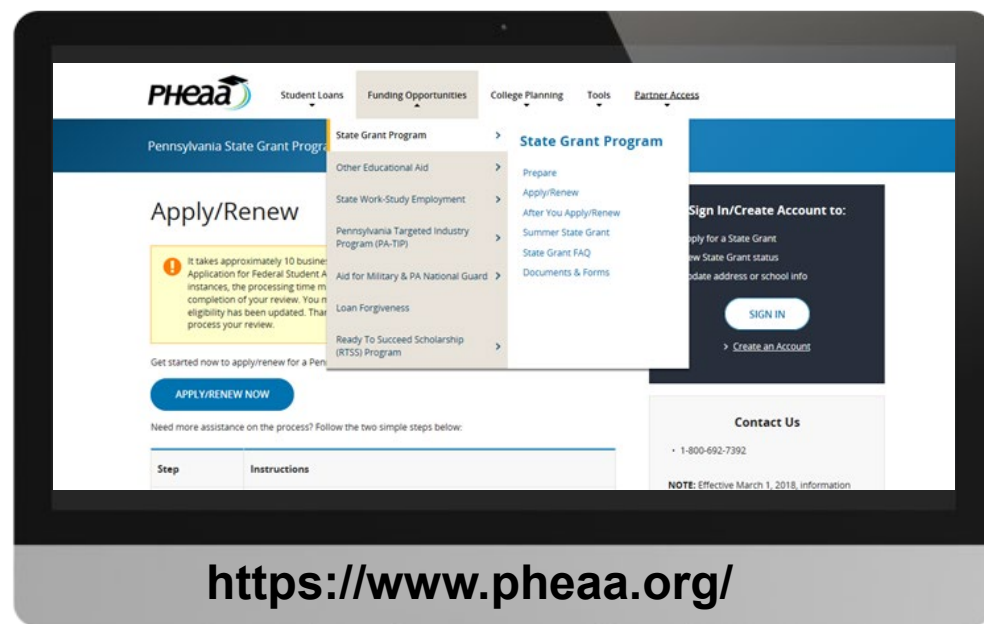 PHEAA
Student Loans
Funding Opportunities
College Planning
Tools
Partner Access
Pennsylvania State Grant
State Grant Program
Other Educational Aid
State Work-Study Employment
Pennsylvania Targeted Industry
Program (PA-TIP)
Aid for Military & PA National Guard
Loan Forgiveness
Ready To Succeed Scholarship
(RTSS) Program
State Grant Program
Prepare
Apply/Renew
After You Apply/Renew
Summer State Grant
State Grant FAQ
Documents & Forms
Apply/Renew
It takes approximately 10
Application for Federal Student
instances, the processing time
completion of your review. You
eligibility has been updated.
process your review.
Get started now to apply/renew for a
APPLY/RENEW NOW
Need more assistance on the process? Follow the two simple steps below:
Step
Instructions
Sign In/Create Account to:
for a State Grant
State Grant status
address or school info
SIGN IN
> Create an Account
Contact Us
• 1-800-692-7392
NOTE: Effective March 1, 2018, information
https://www.pheaa.org/